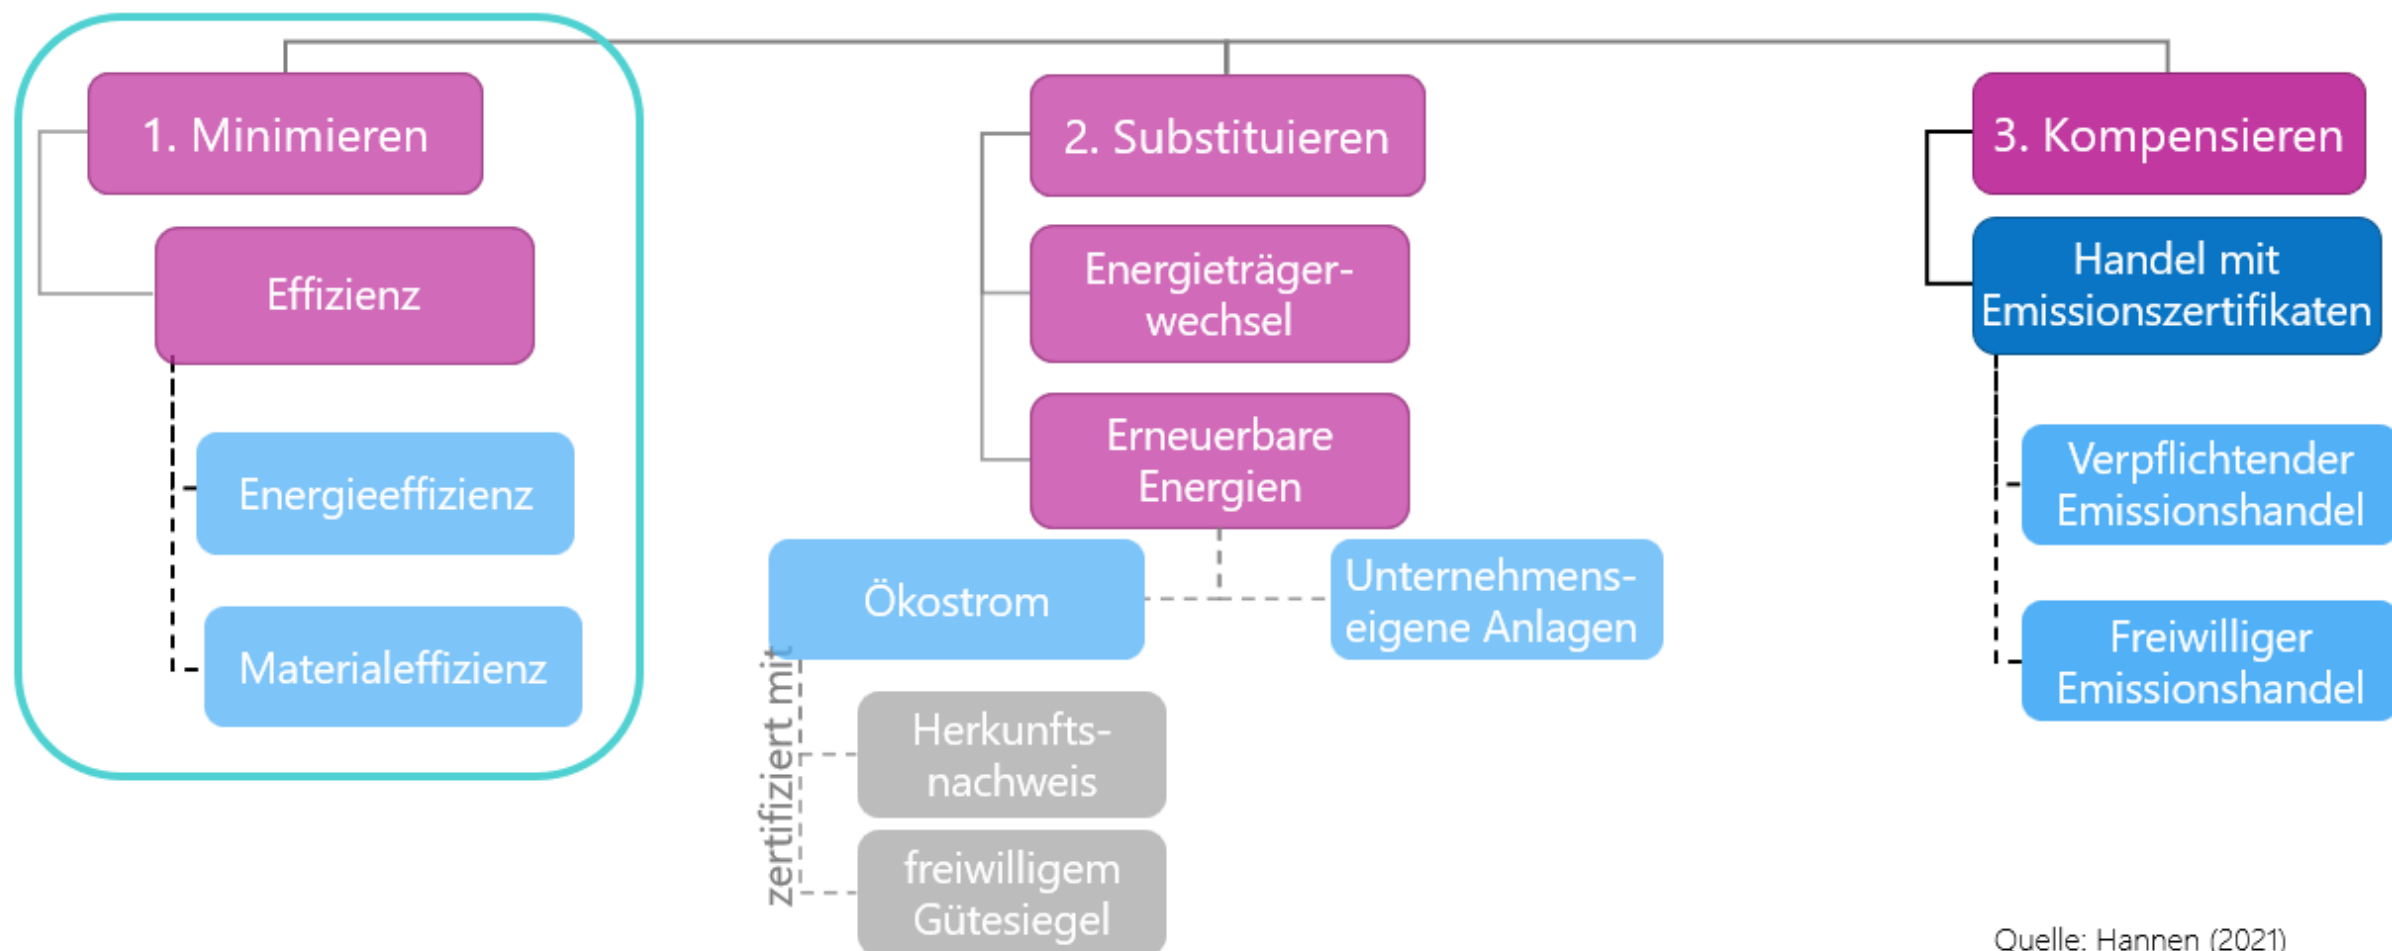 1. Minimieren
Effizienz
Energieeffizienz
Materialeffizienz
2. Substituieren
Energieträger-
wechsel
Erneuerbare
Energien
Ökostrom
Unternehmens-
eigene Anlagen
zertifiziert mit
Herkunfts-
nachweis
freiwilligem
Gütesiegel
3. Kompensieren
Handel mit
Emissionszertifikaten
Verpflichtender
Emissionshandel
Freiwilliger
Emissionshandel
Quelle: Hannen (2021)